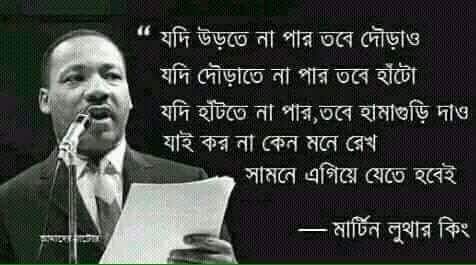 “ যদি উড়তে না পার তবে দৌড়াও
যদি দৌড়াতে না পার তবে হাঁটো
যদি হাঁটতে না পার,তবে হামাগুড়ি দাও
যাই কর না কেন মনে রেখ
সামনে এগিয়ে যেতে হবেই
— মার্টিন লুথার কিং